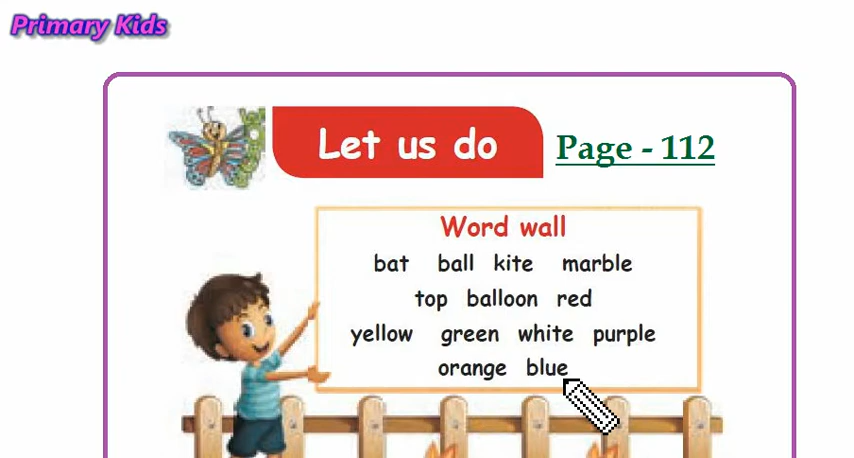 Primary Kids
Let us do
Page - 112
Word wall
bat ball kite marble
top balloon red
yellow green white purple
orange blue